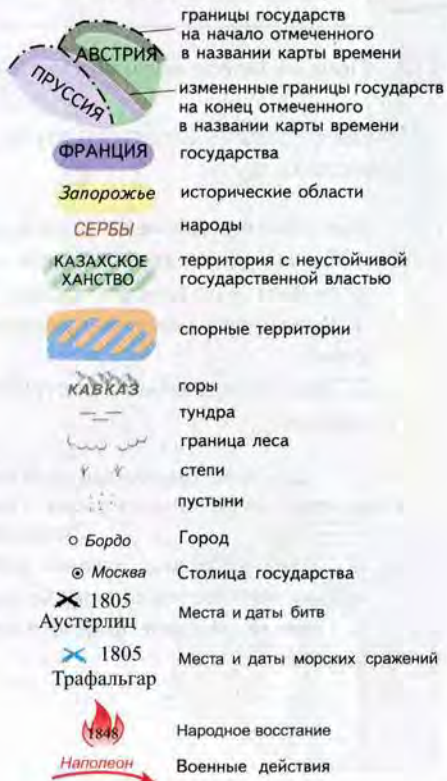 границы государств
на начало отмеченного
в названии карты времени
АВСТРИЯ
ПРУССИЯ
измененные границы государств
на конец отмеченного
в названии карты времени
ФРАНЦИЯ государства
Запорожье исторические области
СЕРБЫ народы
КАЗАХСКОЕ ХАНСТВО
территория с неустойчивой
государственной властью
спорные территории
КАВКАЗ горы
тундра
граница леса
степи
пустыни
Бордо Город
Москва Столица государства
1805
Аустерлиц
Места и даты битв
1805
Трафальгар
Места и даты морских сражений
1848 Народное восстание
Наполеон Военные действия